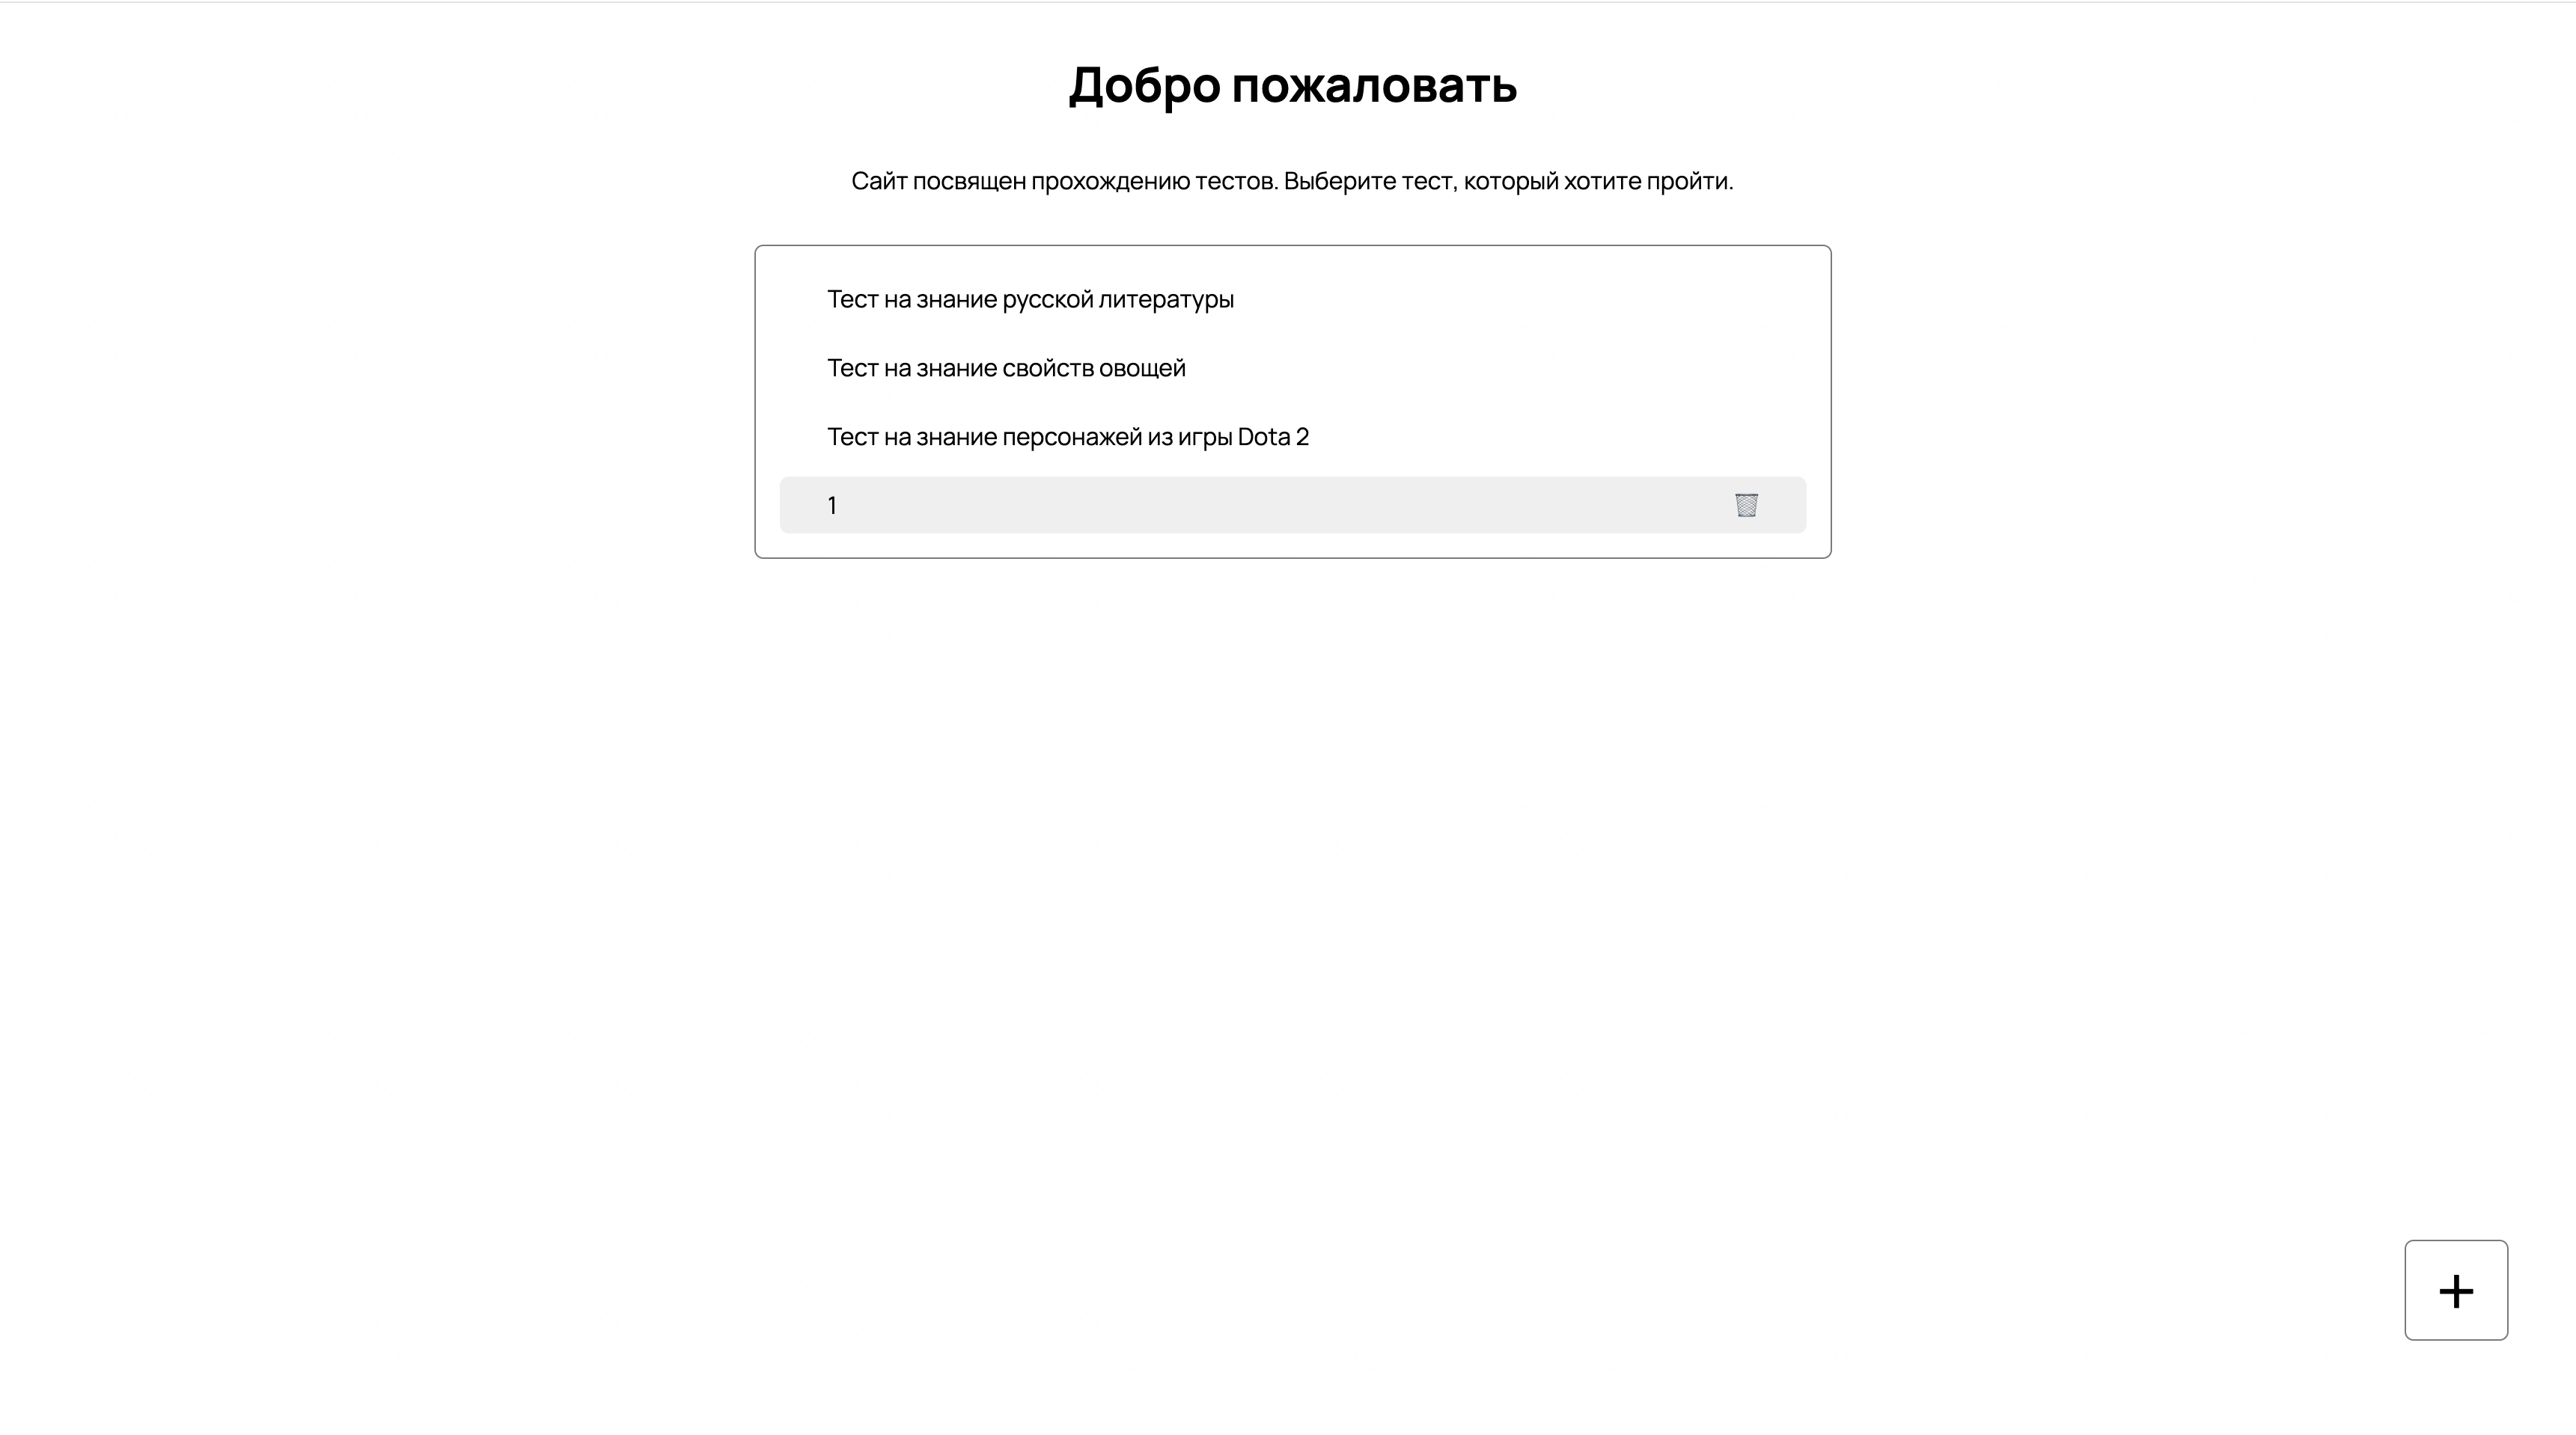 Добро пожаловать
Сайт посвящен прохождению тестов. Выберите тест, который хотите пройти.
Тест на знание русской литературы
Тест на знание свойств овощей
Тест на знание персонажей из игры Dota 2
1
+